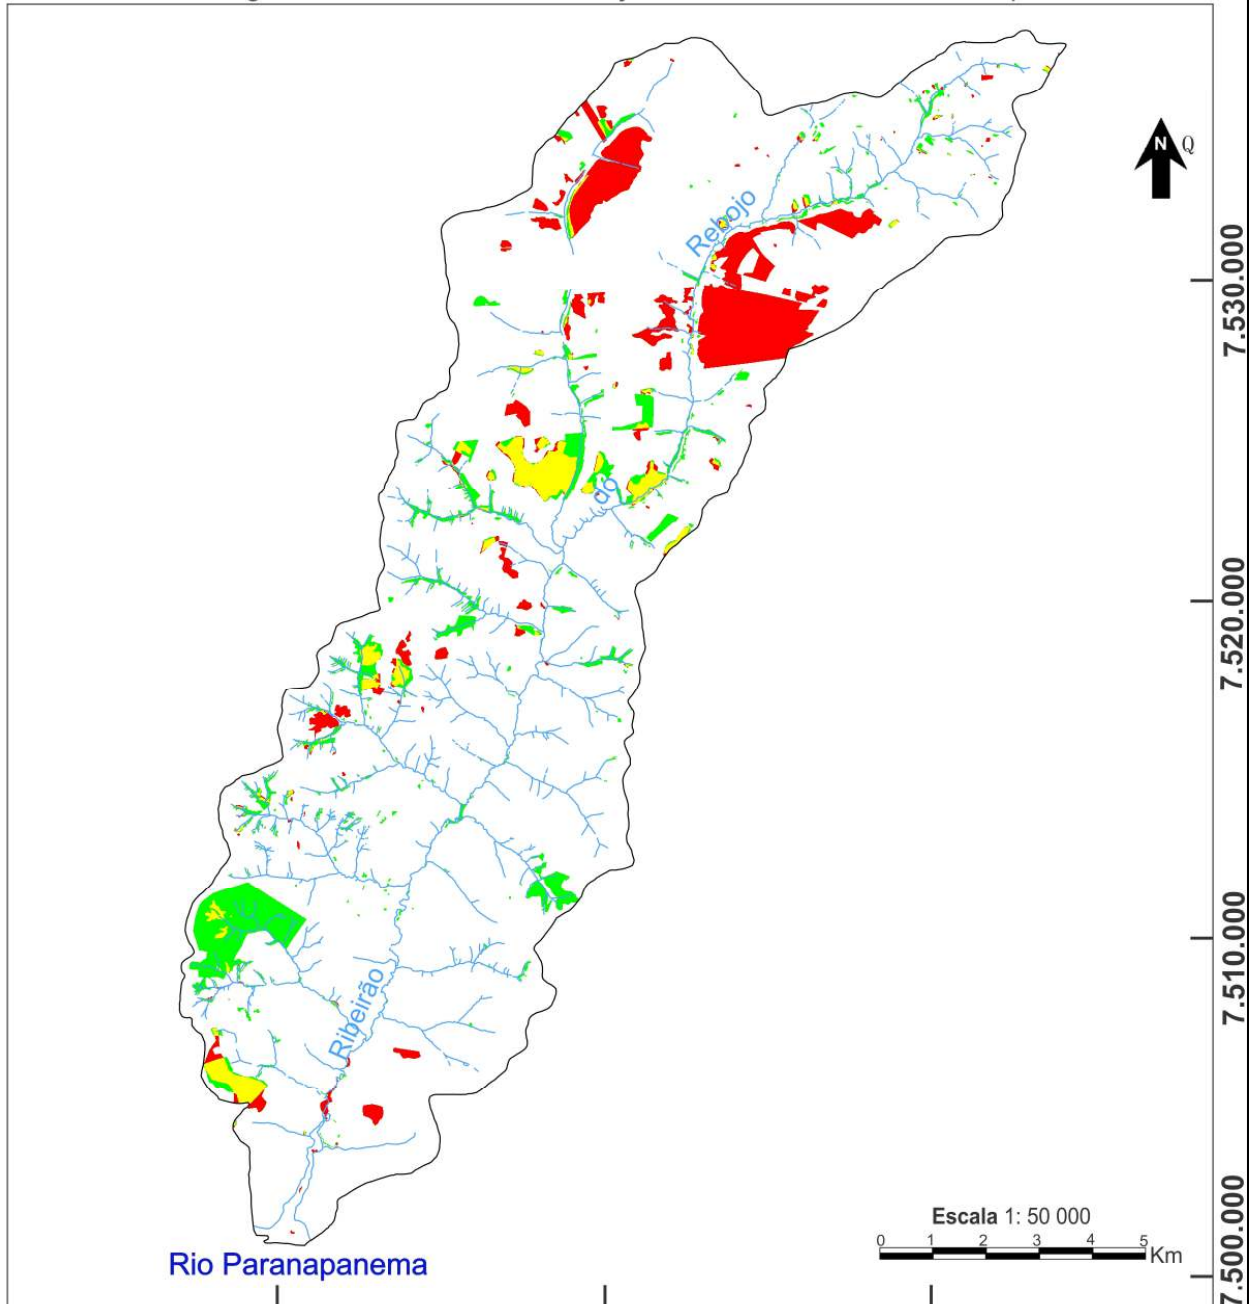 N
Q
Rebojo
7.530.000
do
7.520.000
7.510.000
Ribeirão
Escala 1: 50 000
0 1 2 3 4 5 Km
7.500.000
Rio Paranapanema